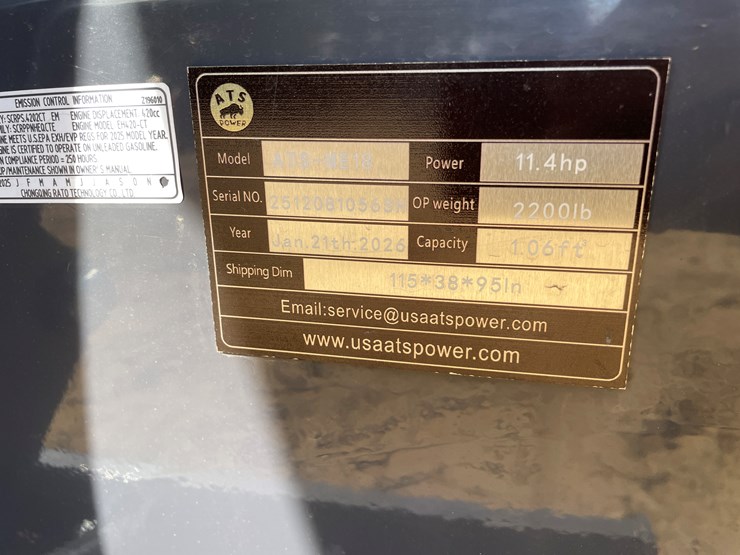 EMISSION CONTROL INFORMATION
Z196010
ENGINE DISPLACEMENT 420cc
ENGINE MODEL EH420-CT
MEETS U.S.EPA EXH/EVP REGS FOR 2025 MODEL YEAR.
IS CERTIFIED TO OPERATE ON UNLEADED GASOLINE.
COMPLIANCE PERIOD = 250 HOURS
MAINTENANCE SHOWN IN OWNER'S MANUAL
J F M A M J J A S O N
CHONGQING RATO TECHNOLOGY CO. LTD.
ATS
POWER
Model
Power 11.4hp
Serial NO.
OP weight 2200lb
Year Jan.21th.2026 Capacity 1.06ft
Shipping Dim 115*38*95In
Email:service@usaatspower.com
www.usaatspower.com